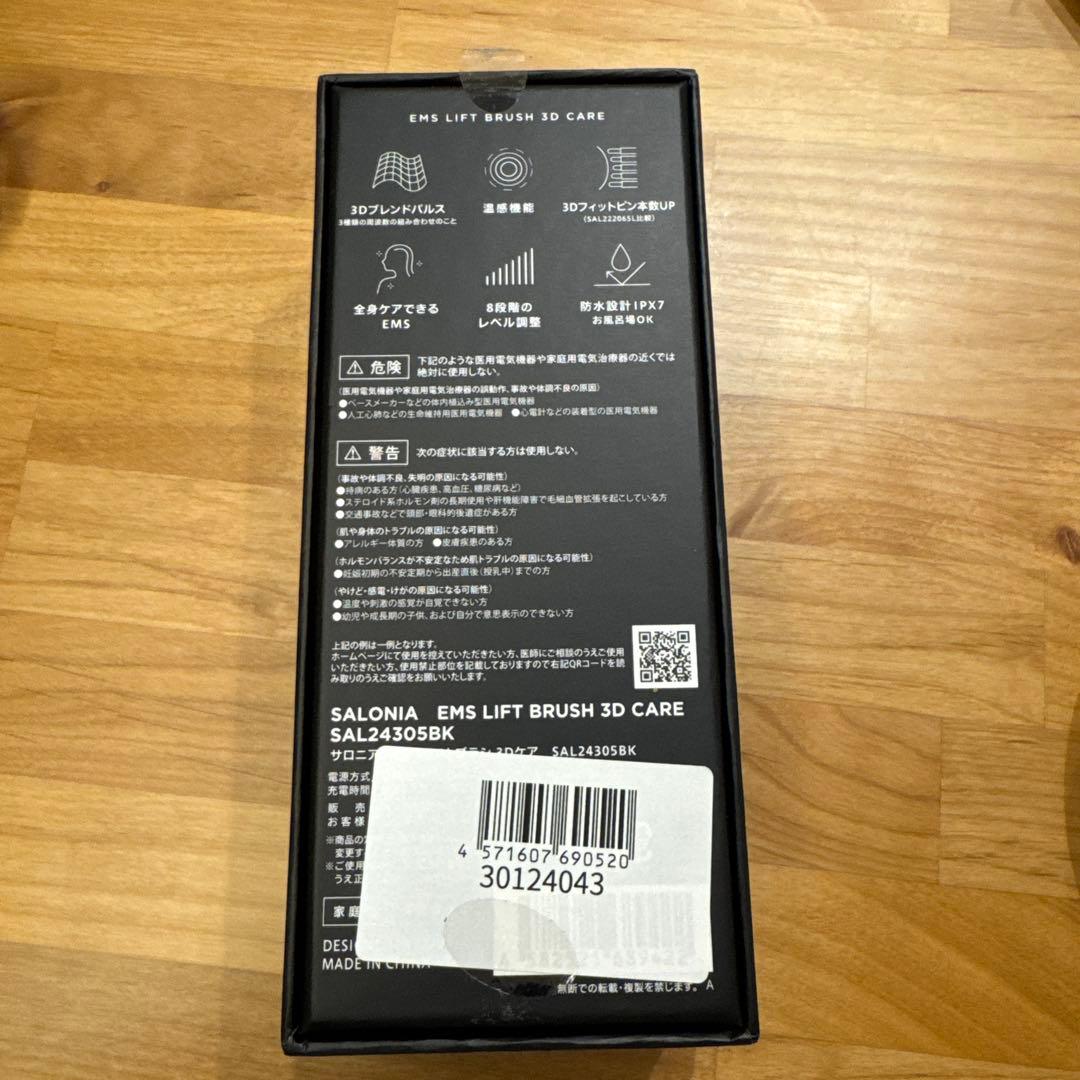 EMS LIFT BRUSH 3D CARE
3Dブレンドパルス
3種類の周波数の組み合わせのこと
温感機能
3Dフィットピン本数UP
(SAL22206SL比較)
全身ケアできる
EMS
8段階の
レベル調整
防水設計IPX7
お風呂場OK
危険
下記のような医用電気機器や家庭用電気治療器の近くでは
絶対に使用しない。
(医用電気機器や家庭用電気治療器の誤動作、事故や体調不良の原因)
●ペースメーカーなどの体内植込み型医用電気機器
●人工心肺などの生命維持用医用電気機器 ●心電計などの装着型の医用電気機器
警告
次の症状に該当する方は使用しない。
(事故や体調不良、失明の原因になる可能性)
●持病のある方(心臓疾患、高血圧、糖尿病など)
●ステロイド系ホルモン剤の長期使用や肝機能障害で毛細血管拡張を起こしている方
●交通事故などで頭部・眼科的後遺症がある方
(肌や身体のトラブルの原因になる可能性)
●アレルギー体質の方 ●皮膚疾患のある方
(ホルモンバランスが不安定なため肌トラブルの原因になる可能性)
●妊娠初期の不安定期から出産直後(授乳中)までの方
(やけど・感電・けがの原因になる可能性)
●温度や刺激の感覚が自覚できない方
●幼児や成長期の子供、および自分で意思表示のできない方
上記の例は一例となります。
ホームページにて使用を控えていただきたい方、医師にご相談のうえご使用
いただきたい方、使用禁止部位を記載しておりますので右記QRコードを読
み取りのうえご確認をお願いいたします。
SALONIA EMS LIFT BRUSH 3D CARE
SAL24305BK
サロニア ブラシ 3Dケア SAL24305BK
電源方式
充電時間
販売
お客様
※商品の
変更す
※ご使用
うえ正
家庭
4 571607 690520
30124043
DESI
MADE IN CHINA
無断での転載・複製を禁じます。 A